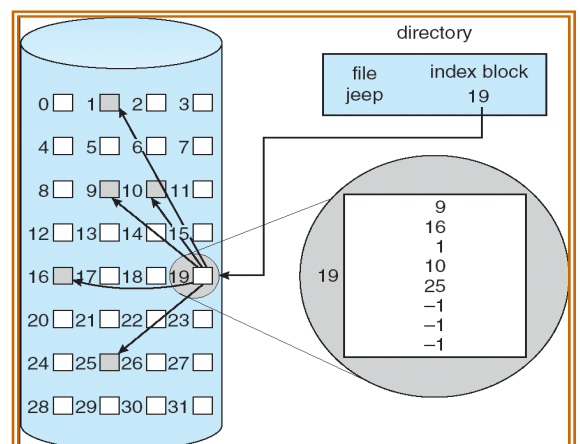 directory
file index block
jeep 19
0 1 2 3
4 5 6 7
8 9 10 11
12 13 14 15
16 17 18 19
20 21 22 23
24 25 26 27
28 29 30 31
19
9
16
1
10
25
–1
–1
–1